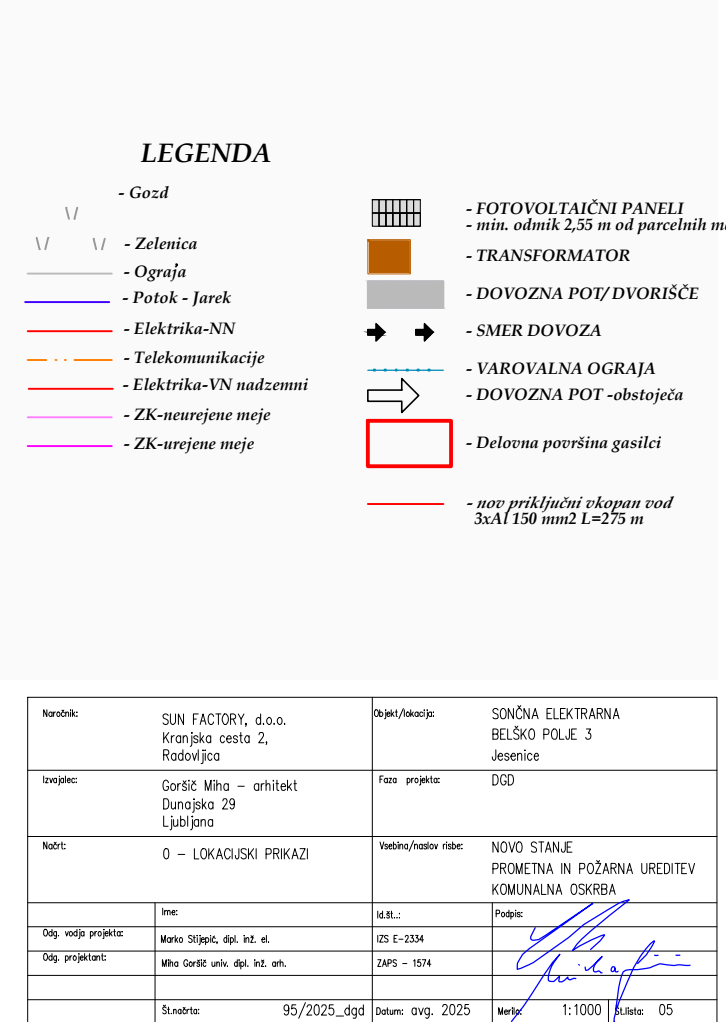 LEGENDA
- Gozd
- Zelenica
- Ograja
- Potok - Jarek
- Elektrika-NN
- Telekomunikacije
- Elektrika-VN nadzemni
- ZK-neurejene meje
- ZK-urejene meje
- FOTOVOLTAIČNI PANELI
- min. odmik 2,55 m od parcelnih
- TRANSFORMATOR
- DOVOZNA POT/ DVORIŠČE
- SMER DOVOZA
- VAROVALNA OGRAJA
- DOVOZNA POT -obstoječa
- Delovna površina gasilci
- nov priključni vkopan vod
3xAl 150 mm2 L=275 m
Naročnik:
SUN FACTORY, d.o.o.
Kranjska cesta 2,
Radovljica
Objekt/lokacija:
SONČNA ELEKTRARNA
BELŠKO POLJE 3
Jesenice
Izvajalec:
Goršič Miha – arhitekt
Dunajska 29
Ljubljana
Faza projekta:
DGD
Načrt:
0 – LOKACIJSKI PRIKAZI
Vsebina/naslov risbe:
NOVO STANJE
PROMETNA IN POŽARNA UREDITEV
KOMUNALNA OSKRBA
Ime:
Id.št..:
Podpis:
Odg. vodja projekta:
Marko Stijepić, dipl. inž. el.
IZS E-2334
Odg. projektant:
Miha Goršič univ. dipl. inž. arh.
ZAPS – 1574
Št.načrta:
95/2025_dgd
Datum: avg. 2025
Merilo: 1:1000
Št.lista: 05